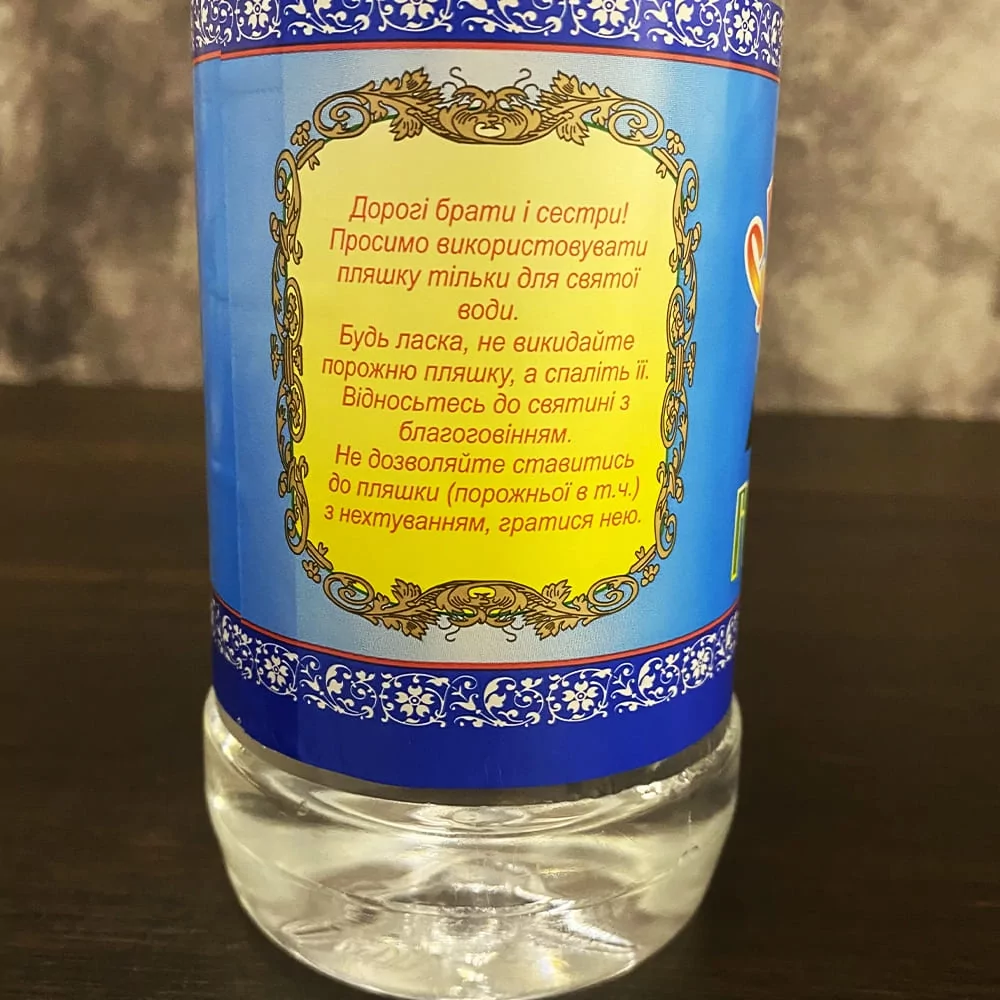 Дорогі брати і сестри!
Просимо використовувати
пляшку тільки для святої
води.
Будь ласка, не викидайте
порожню пляшку, а спаліть її.
Відносьтесь до святині з
благоговінням.
Не дозволяйте ставитись
до пляшки (порожньої в т.ч.)
з нехтуванням, гратися нею.